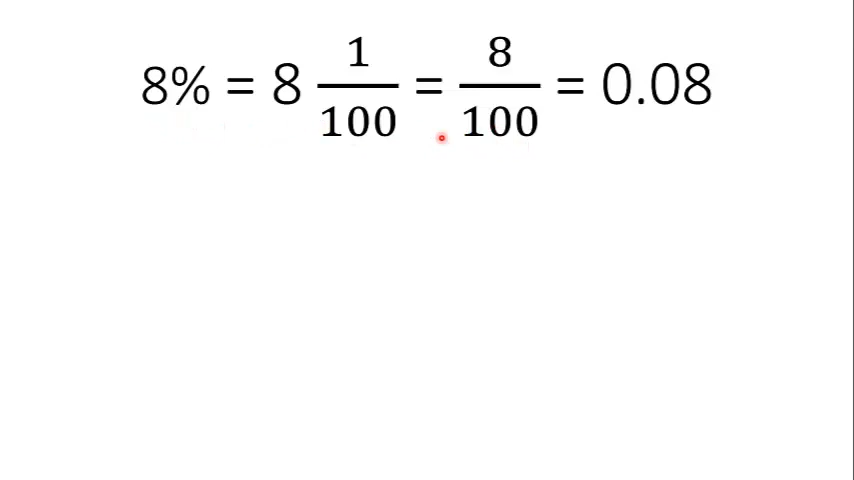 8% = 8 1/100 = 8/100 = 0.08